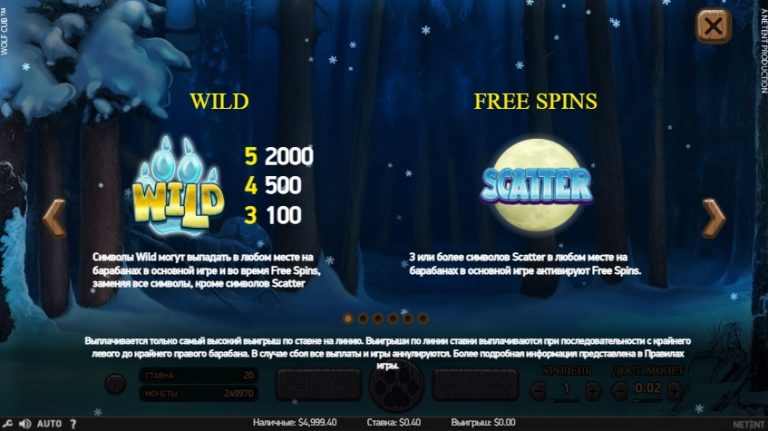 WOLF CUB™
A NETENT PRODUCTION
WILD
FREE SPINS
WILD
5 2000
4 500
3 100
SCATTER
Символы Wild могут выпадать в любом месте на
барабанах в основной игре и во время Free Spins,
заменяя все символы, кроме символов Scatter
3 или более символов Scatter в любом месте на
барабанах в основной игре активируют Free Spins.
Выплачивается только самый высокий выигрыш по ставке на линию. Выигрыши по линии ставки выплачиваются при последовательности с крайнего
левого до крайнего правого барабана. В случае сбоя все выплаты и игры аннулируются. Более подробная информация представлена в Правилах
игры.
СТАВКА 20
МОНЕТЫ 249970
АВТОИГРА
МАКС. СТАВКА
УРОВЕНЬ
1
ДОСТ. МОНЕТ
0.02
AUTO ?
Наличные: $4,999.40 Ставка: $0.40 Выигрыш: $0.00
NETENT